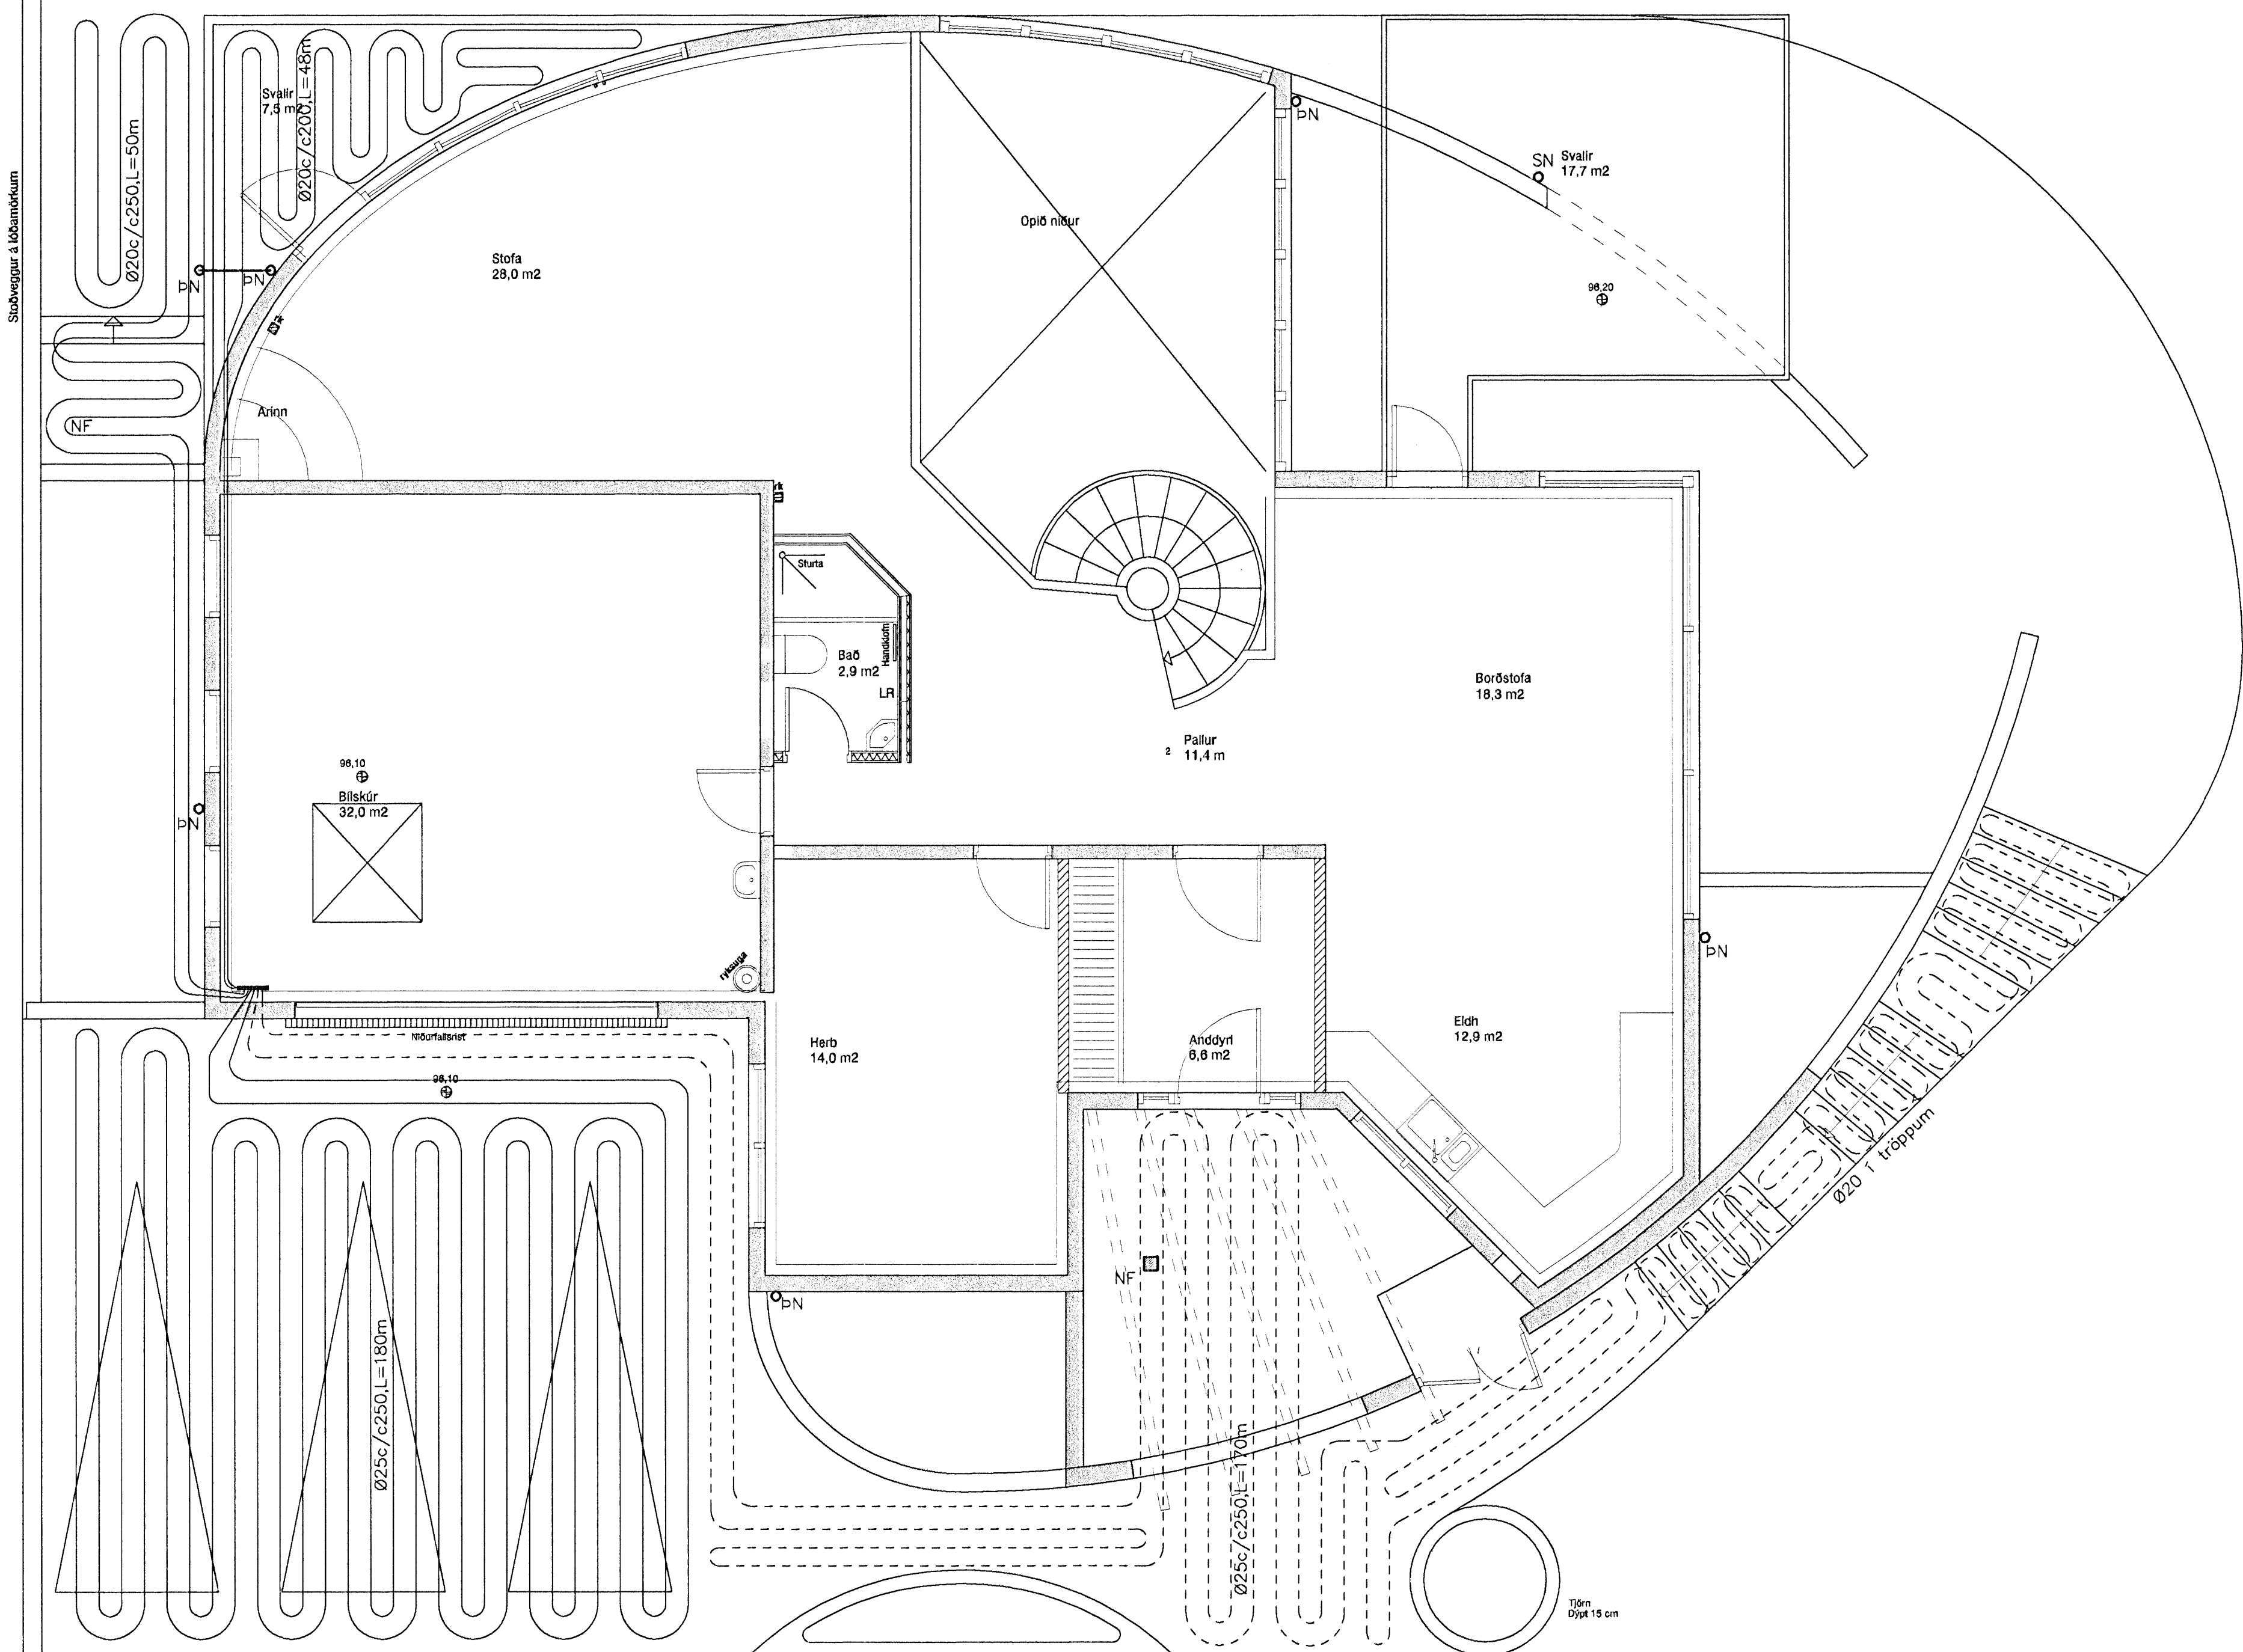 Stoðveggur á lóðamörkum
Ø20c/c250,L=50m
Svalir
7,5 m2
Ø20c/c200,L=48m
ÞN
SN
Svalir
17,7 m2
Opið niður
Stofa
28,0 m2
ÞN
ÞN
98,20
Arinn
NF
rk
Sturta
Handklofn
Bað
2,9 m2
LR
Borðstofa
18,3 m2
Pallur
2 11,4 m
98,10
Bílskúr
32,0 m2
ÞN
ÞN
ryksuga
Niðurfallsrist
Herb
14,0 m2
Anddyri
6,6 m2
Eldh
12,9 m2
98,10
Ø20 í tröppum
NF
ÞN
Ø25c/c250,L=180m
Ø25c/c250,L=170m
Tjörn
Dýpt 15 cm